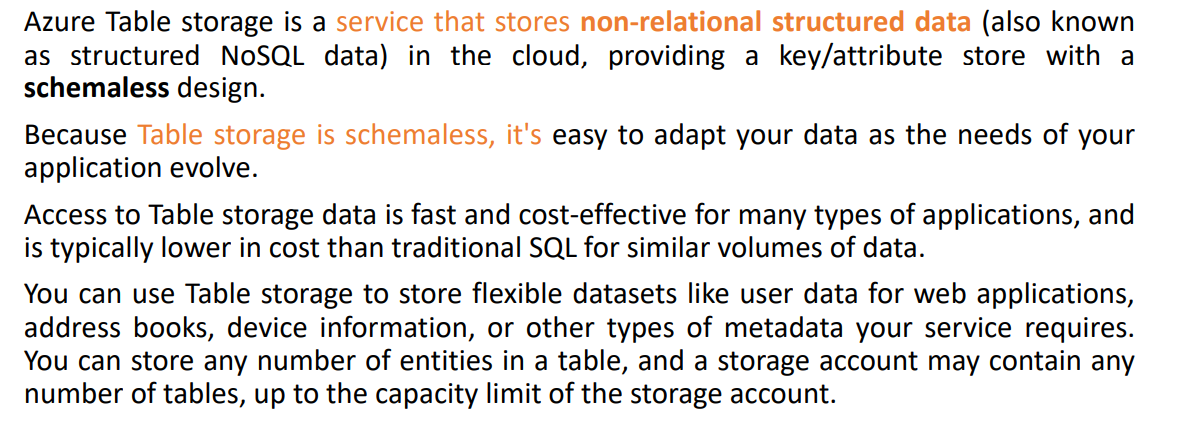 Azure Table storage is a service that stores non-relational structured data (also known
as structured NoSQL data) in the cloud, providing a key/attribute store with a
schemaless design.
Because Table storage is schemaless, it's easy to adapt your data as the needs of your
application evolve.
Access to Table storage data is fast and cost-effective for many types of applications, and
is typically lower in cost than traditional SQL for similar volumes of data.
You can use Table storage to store flexible datasets like user data for web applications,
address books, device information, or other types of metadata your service requires.
You can store any number of entities in a table, and a storage account may contain any
number of tables, up to the capacity limit of the storage account.